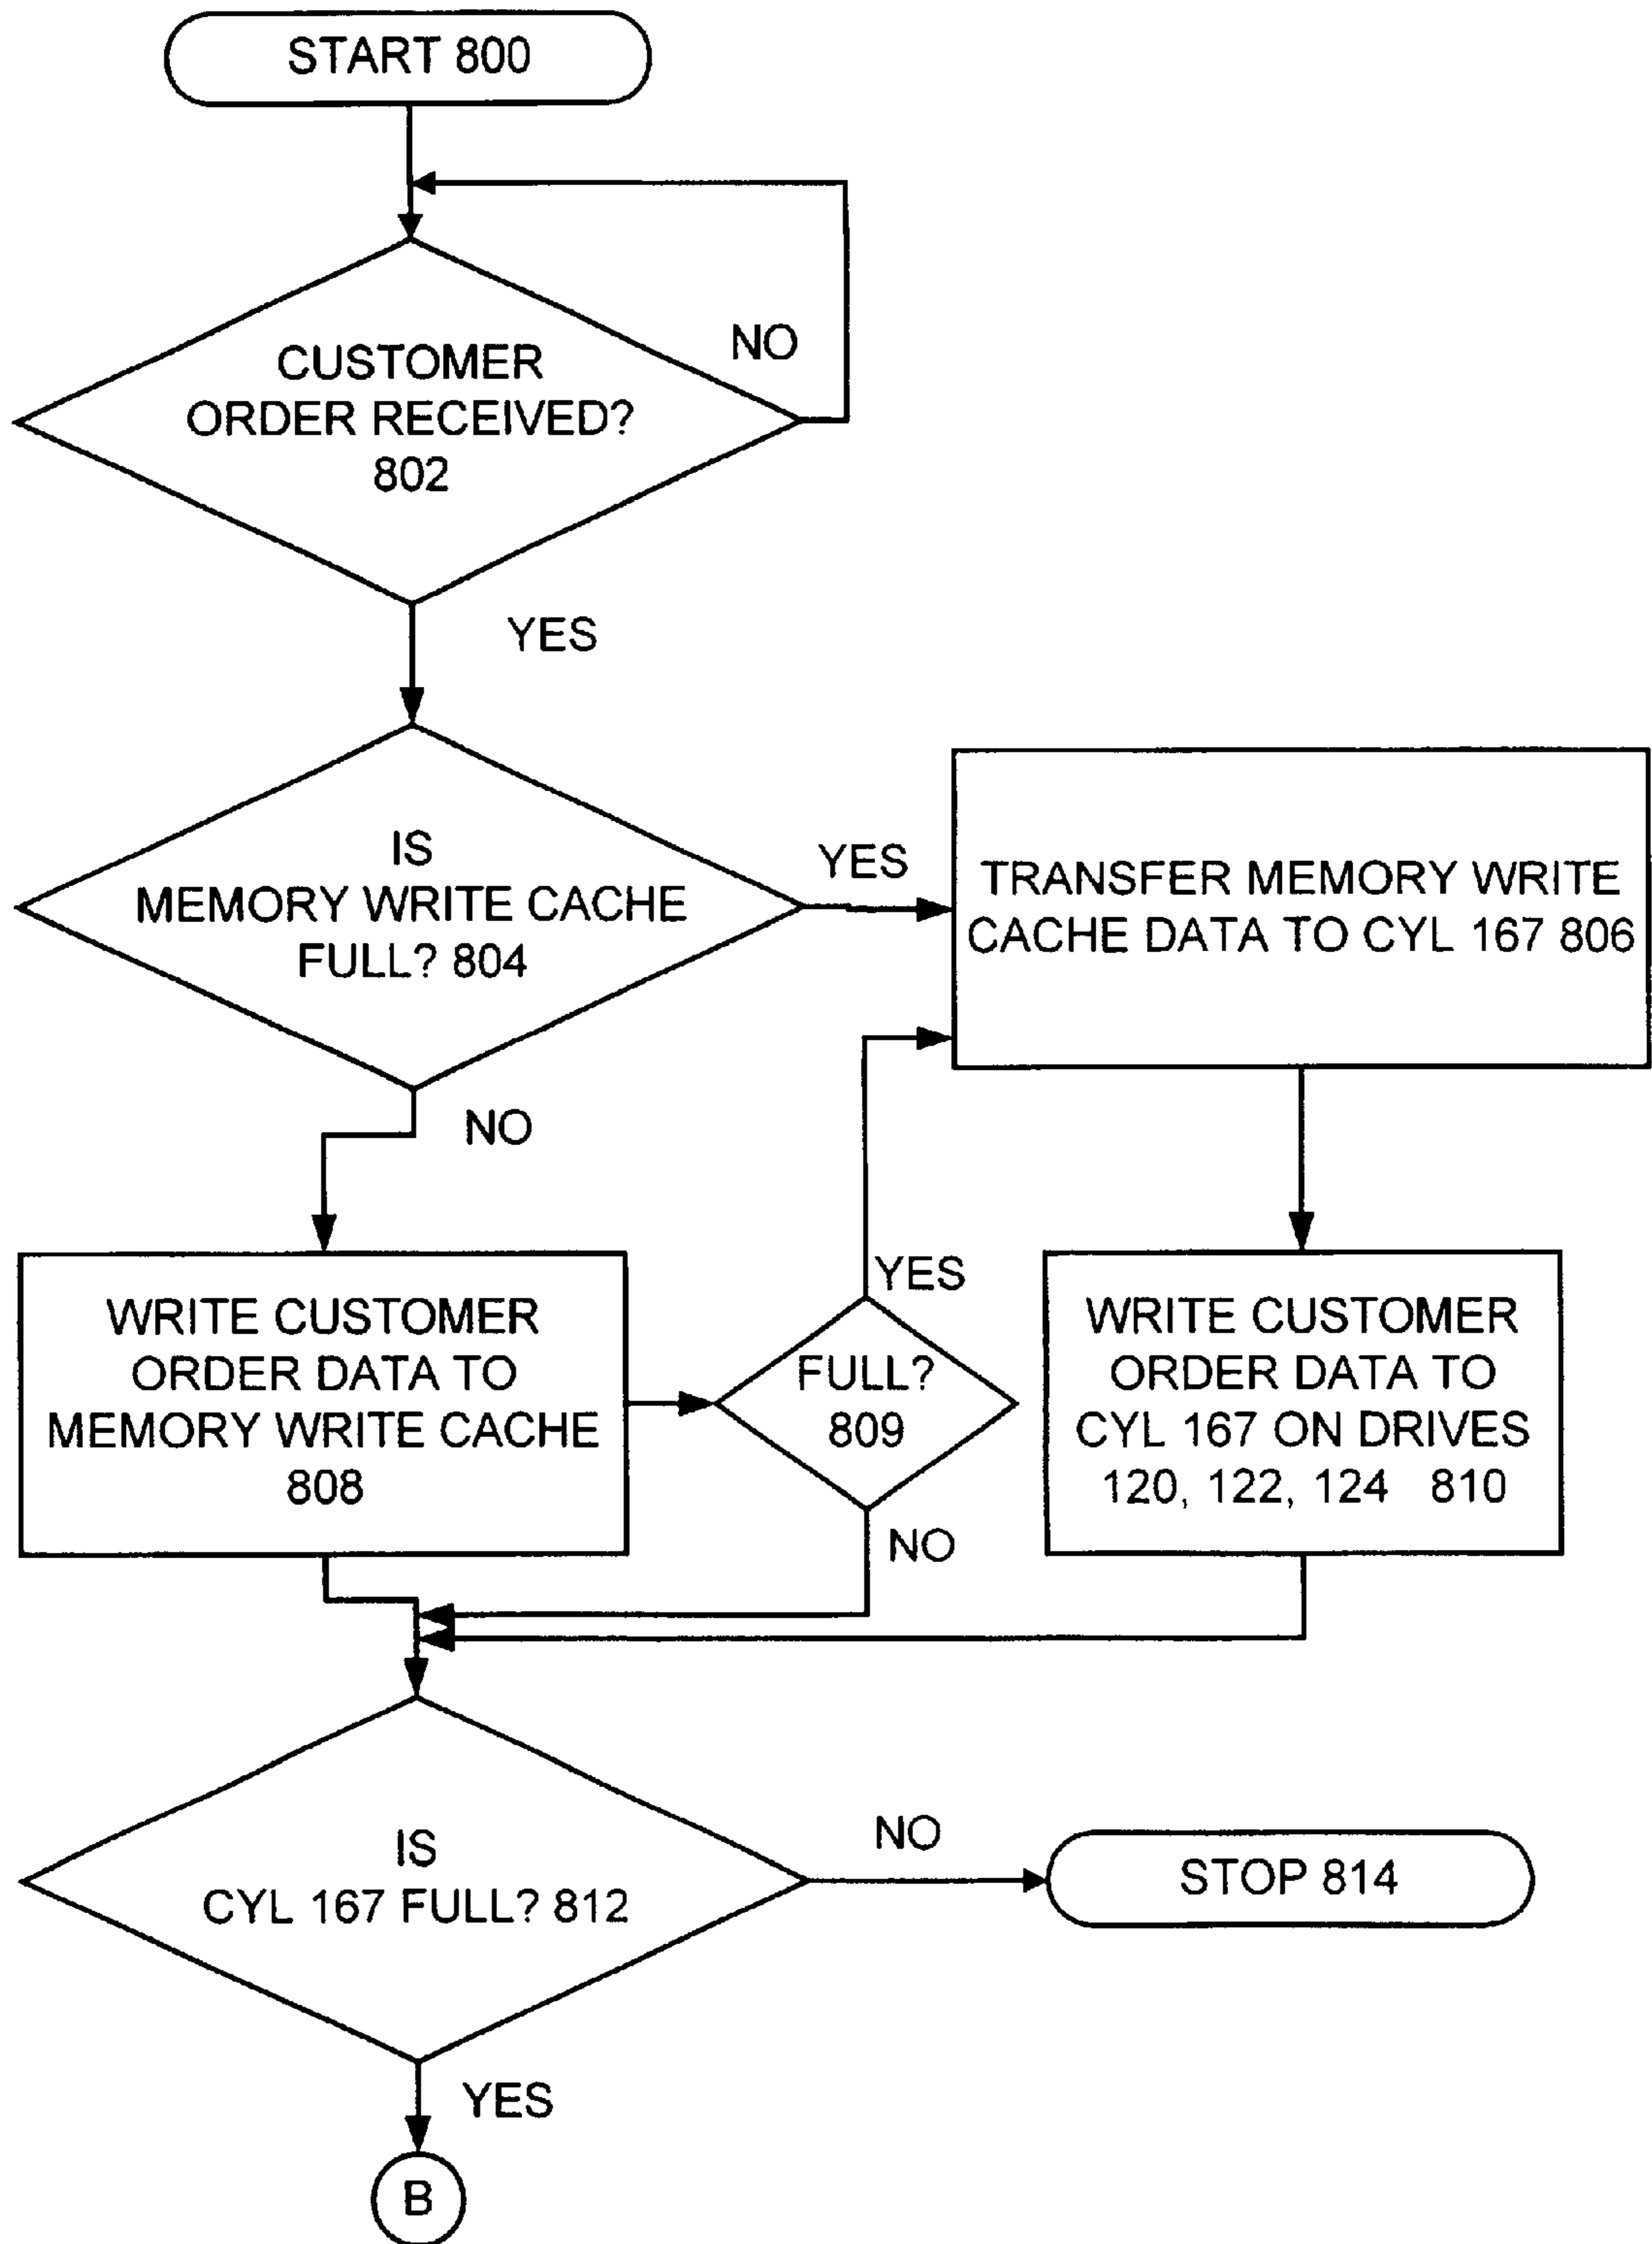 START 800
NO
CUSTOMER
ORDER RECEIVED?
802
YES
IS
MEMORY WRITE CACHE
FULL? 804
YES
TRANSFER MEMORY WRITE
CACHE DATA TO CYL 167 806
NO
WRITE CUSTOMER
ORDER DATA TO
MEMORY WRITE CACHE
808
YES
FULL?
809
NO
WRITE CUSTOMER
ORDER DATA TO
CYL 167 ON DRIVES
120, 122, 124 810
IS
CYL 167 FULL? 812
NO
STOP 814
YES
B